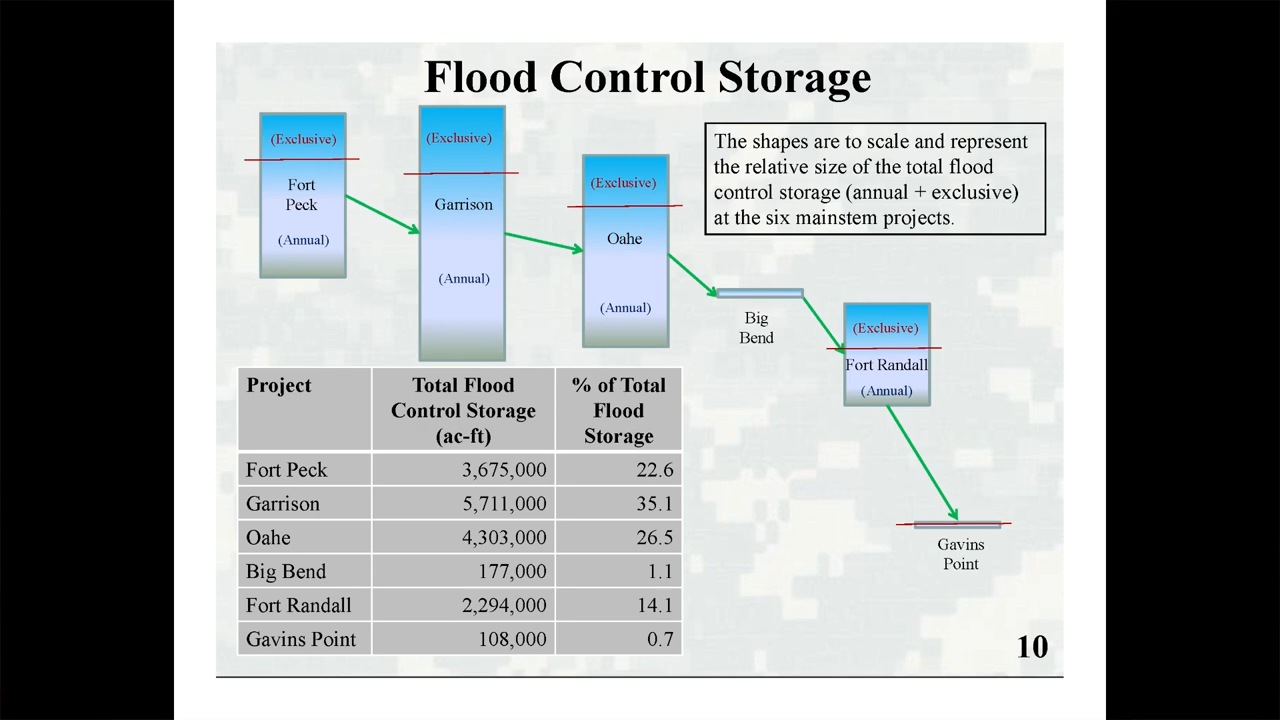 Flood Control Storage
(Exclusive)
Fort
Peck
(Annual)
(Exclusive)
Garrison
(Annual)
(Exclusive)
Oahe
(Annual)
The shapes are to scale and represent
the relative size of the total flood
control storage (annual + exclusive)
at the six mainstem projects.
Big
Bend
(Exclusive)
Fort Randall
(Annual)
Gavins
Point
Project Total Flood Control Storage (ac-ft) % of Total Flood Storage
Fort Peck 3,675,000 22.6
Garrison 5,711,000 35.1
Oahe 4,303,000 26.5
Big Bend 177,000 1.1
Fort Randall 2,294,000 14.1
Gavins Point 108,000 0.7
10